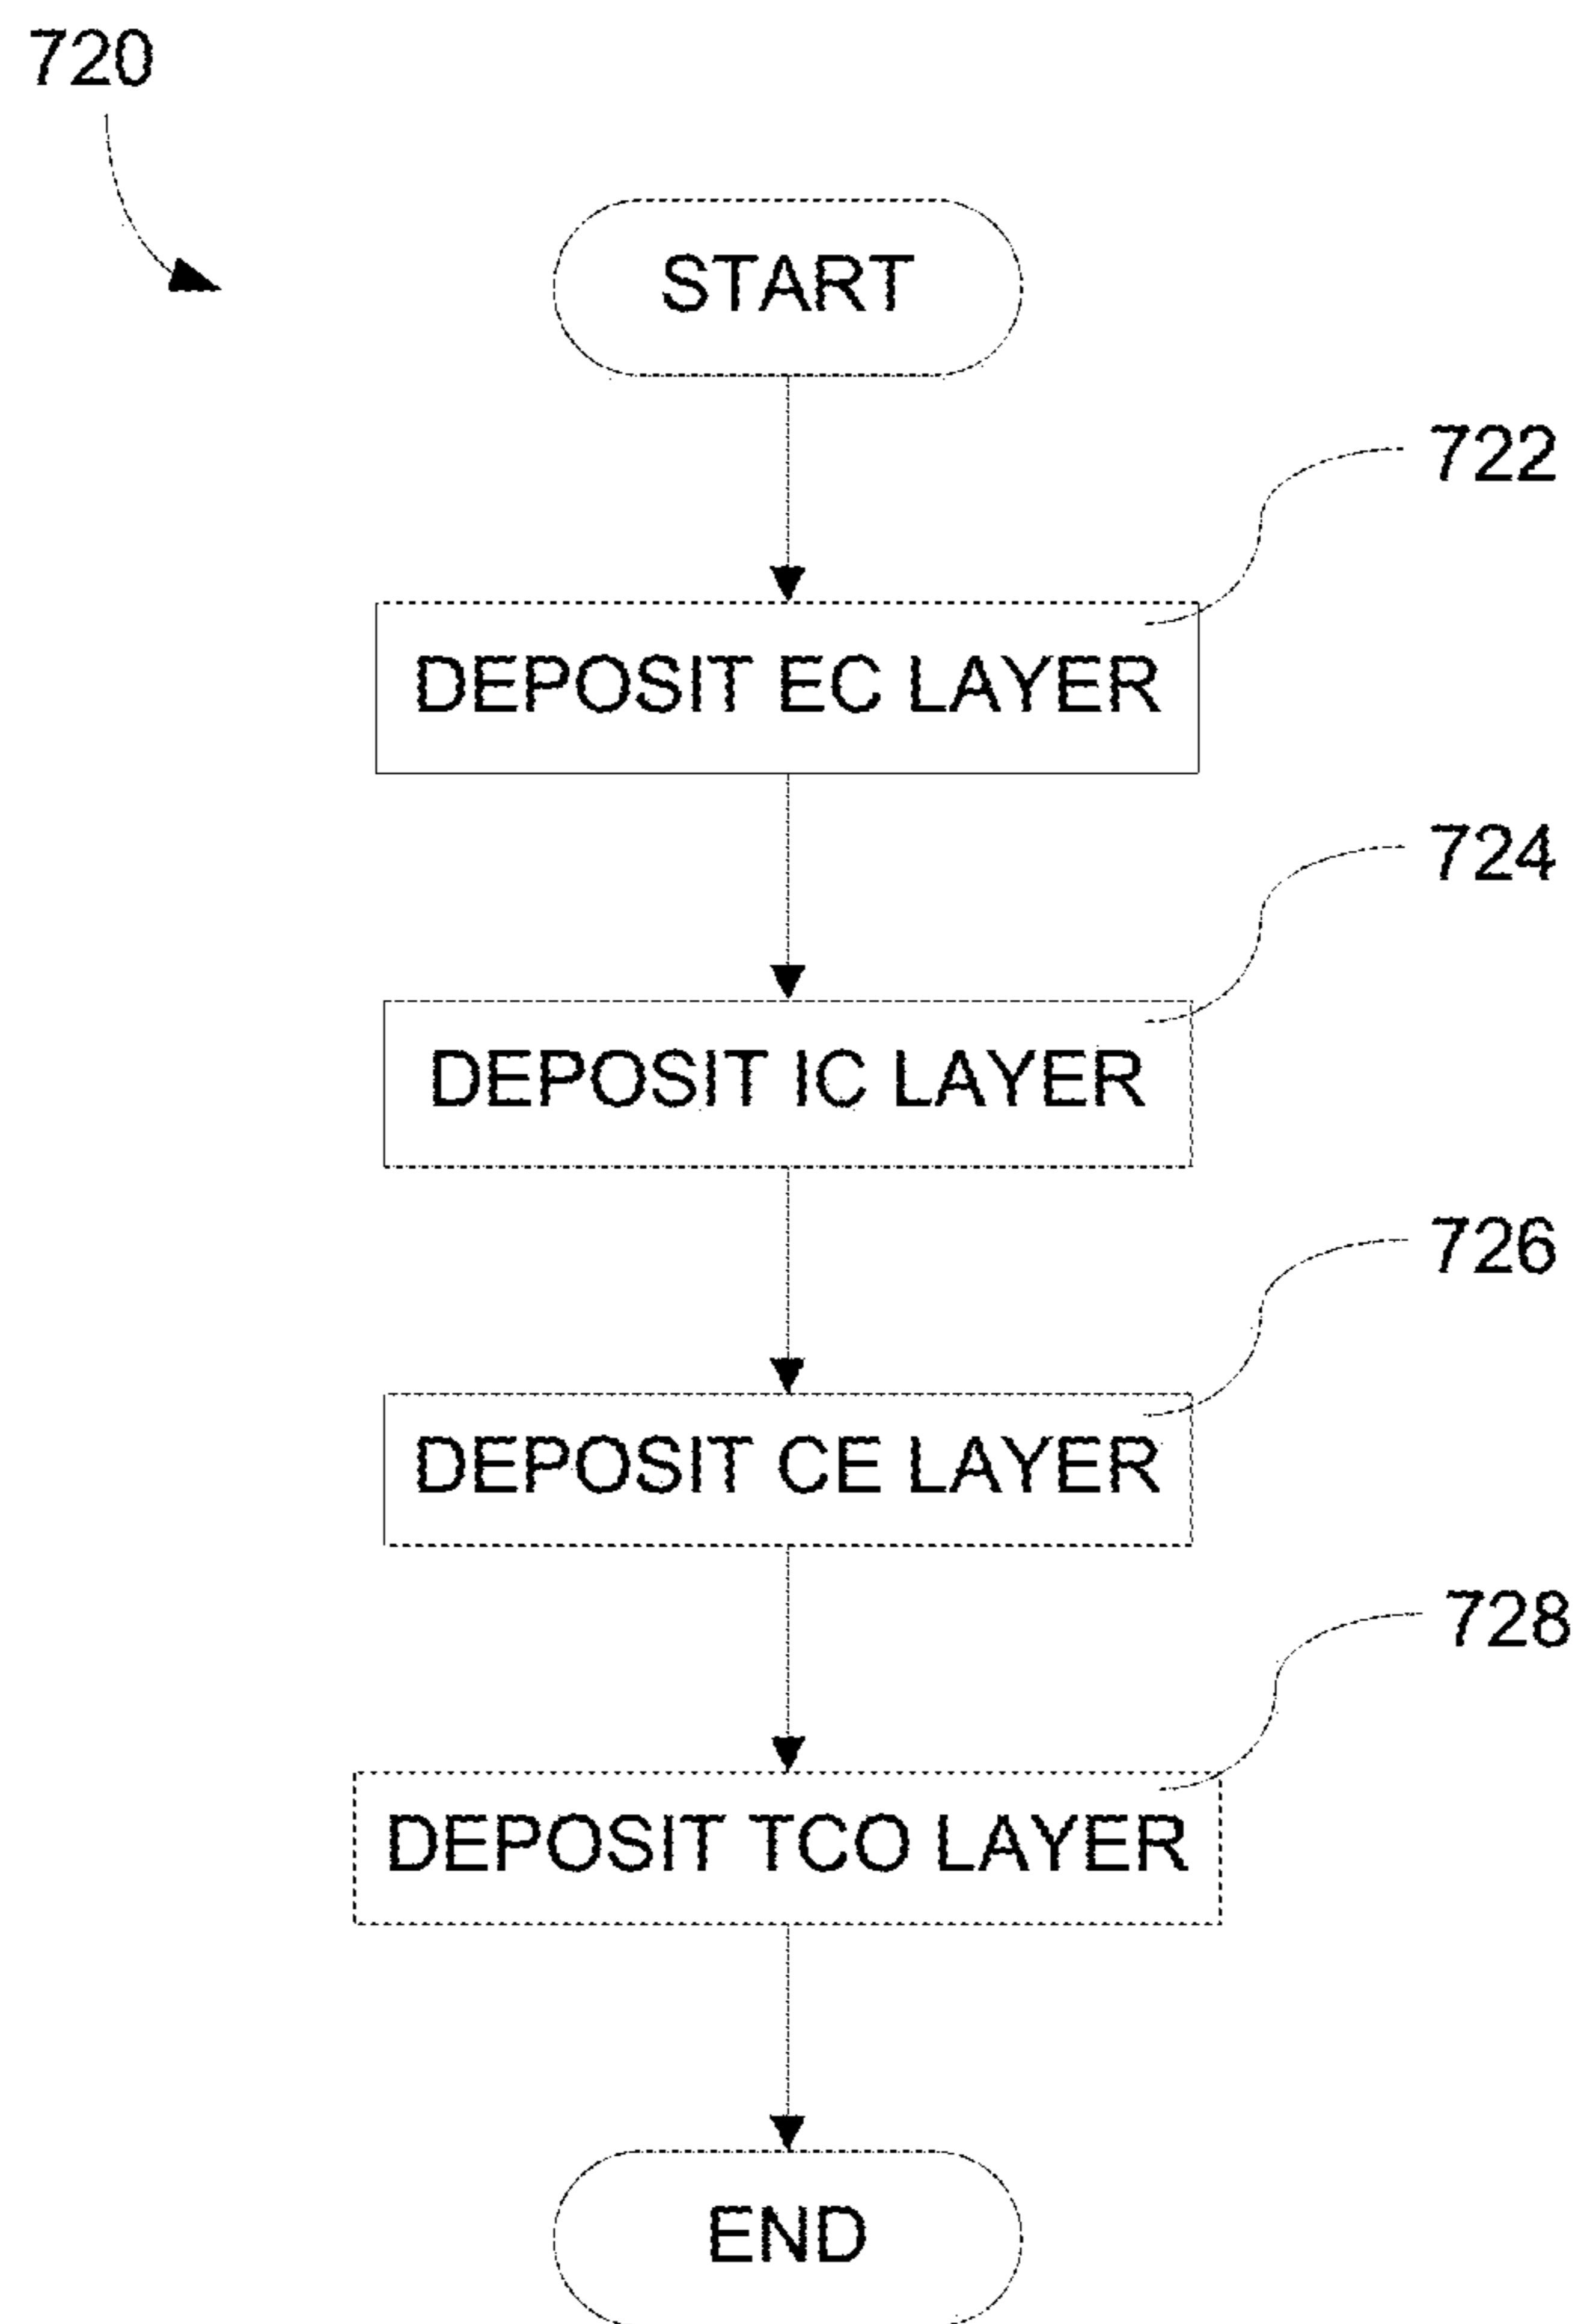 720
START
722
DEPOSIT EC LAYER
724
DEPOSIT IC LAYER
726
DEPOSIT CE LAYER
728
DEPOSIT TCO LAYER
END